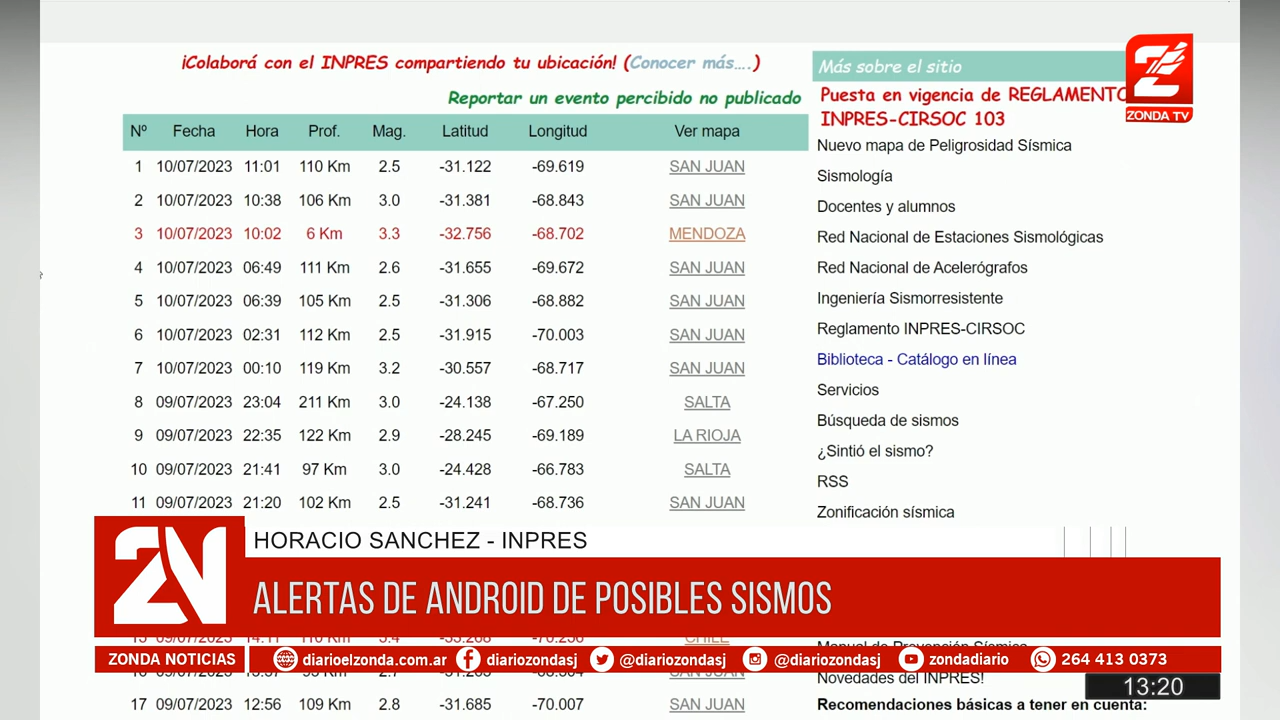 ¡Colaborá con el INPRES compartiendo tu ubicación! (Conocer más....)
Reportar un evento percibido no publicado
Nº Fecha Hora Prof. Mag. Latitud Longitud Ver mapa
1 10/07/2023 11:01 110 Km 2.5 -31.122 -69.619 SAN JUAN
2 10/07/2023 10:38 106 Km 3.0 -31.381 -68.843 SAN JUAN
3 10/07/2023 10:02 6 Km 3.3 -32.756 -68.702 MENDOZA
4 10/07/2023 06:49 111 Km 2.6 -31.655 -69.672 SAN JUAN
5 10/07/2023 06:39 105 Km 2.5 -31.306 -68.882 SAN JUAN
6 10/07/2023 02:31 112 Km 2.5 -31.915 -70.003 SAN JUAN
7 10/07/2023 00:10 119 Km 3.2 -30.557 -68.717 SAN JUAN
8 09/07/2023 23:04 211 Km 3.0 -24.138 -67.250 SALTA
9 09/07/2023 22:35 122 Km 2.9 -28.245 -69.189 LA RIOJA
10 09/07/2023 21:41 97 Km 3.0 -24.428 -66.783 SALTA
11 09/07/2023 21:20 102 Km 2.5 -31.241 -68.736 SAN JUAN
Más sobre el sitio
Puesta en vigencia de REGLAMENTO
INPRES-CIRSOC 103
Nuevo mapa de Peligrosidad Sísmica
Sismología
Docentes y alumnos
Red Nacional de Estaciones Sismológicas
Red Nacional de Acelerógrafos
Ingeniería Sismorresistente
Reglamento INPRES-CIRSOC
Biblioteca - Catálogo en línea
Servicios
Búsqueda de sismos
¿Sintió el sismo?
RSS
Zonificación sísmica
ZONDA TV
HORACIO SANCHEZ - INPRES
ZN
ALERTAS DE ANDROID DE POSIBLES SISMOS
CHILE
Manual de Prevención Sísmica
ZONDA NOTICIAS diarioelzonda.com.ar diariozondasj @diariozondasj @diariozondasj zondadiario 264 413 0373
SAN JUAN
Novedades del INPRES!
13:20
17 09/07/2023 12:56 109 Km 2.8 -31.685 -70.007 SAN JUAN
Recomendaciones básicas a tener en cuenta: